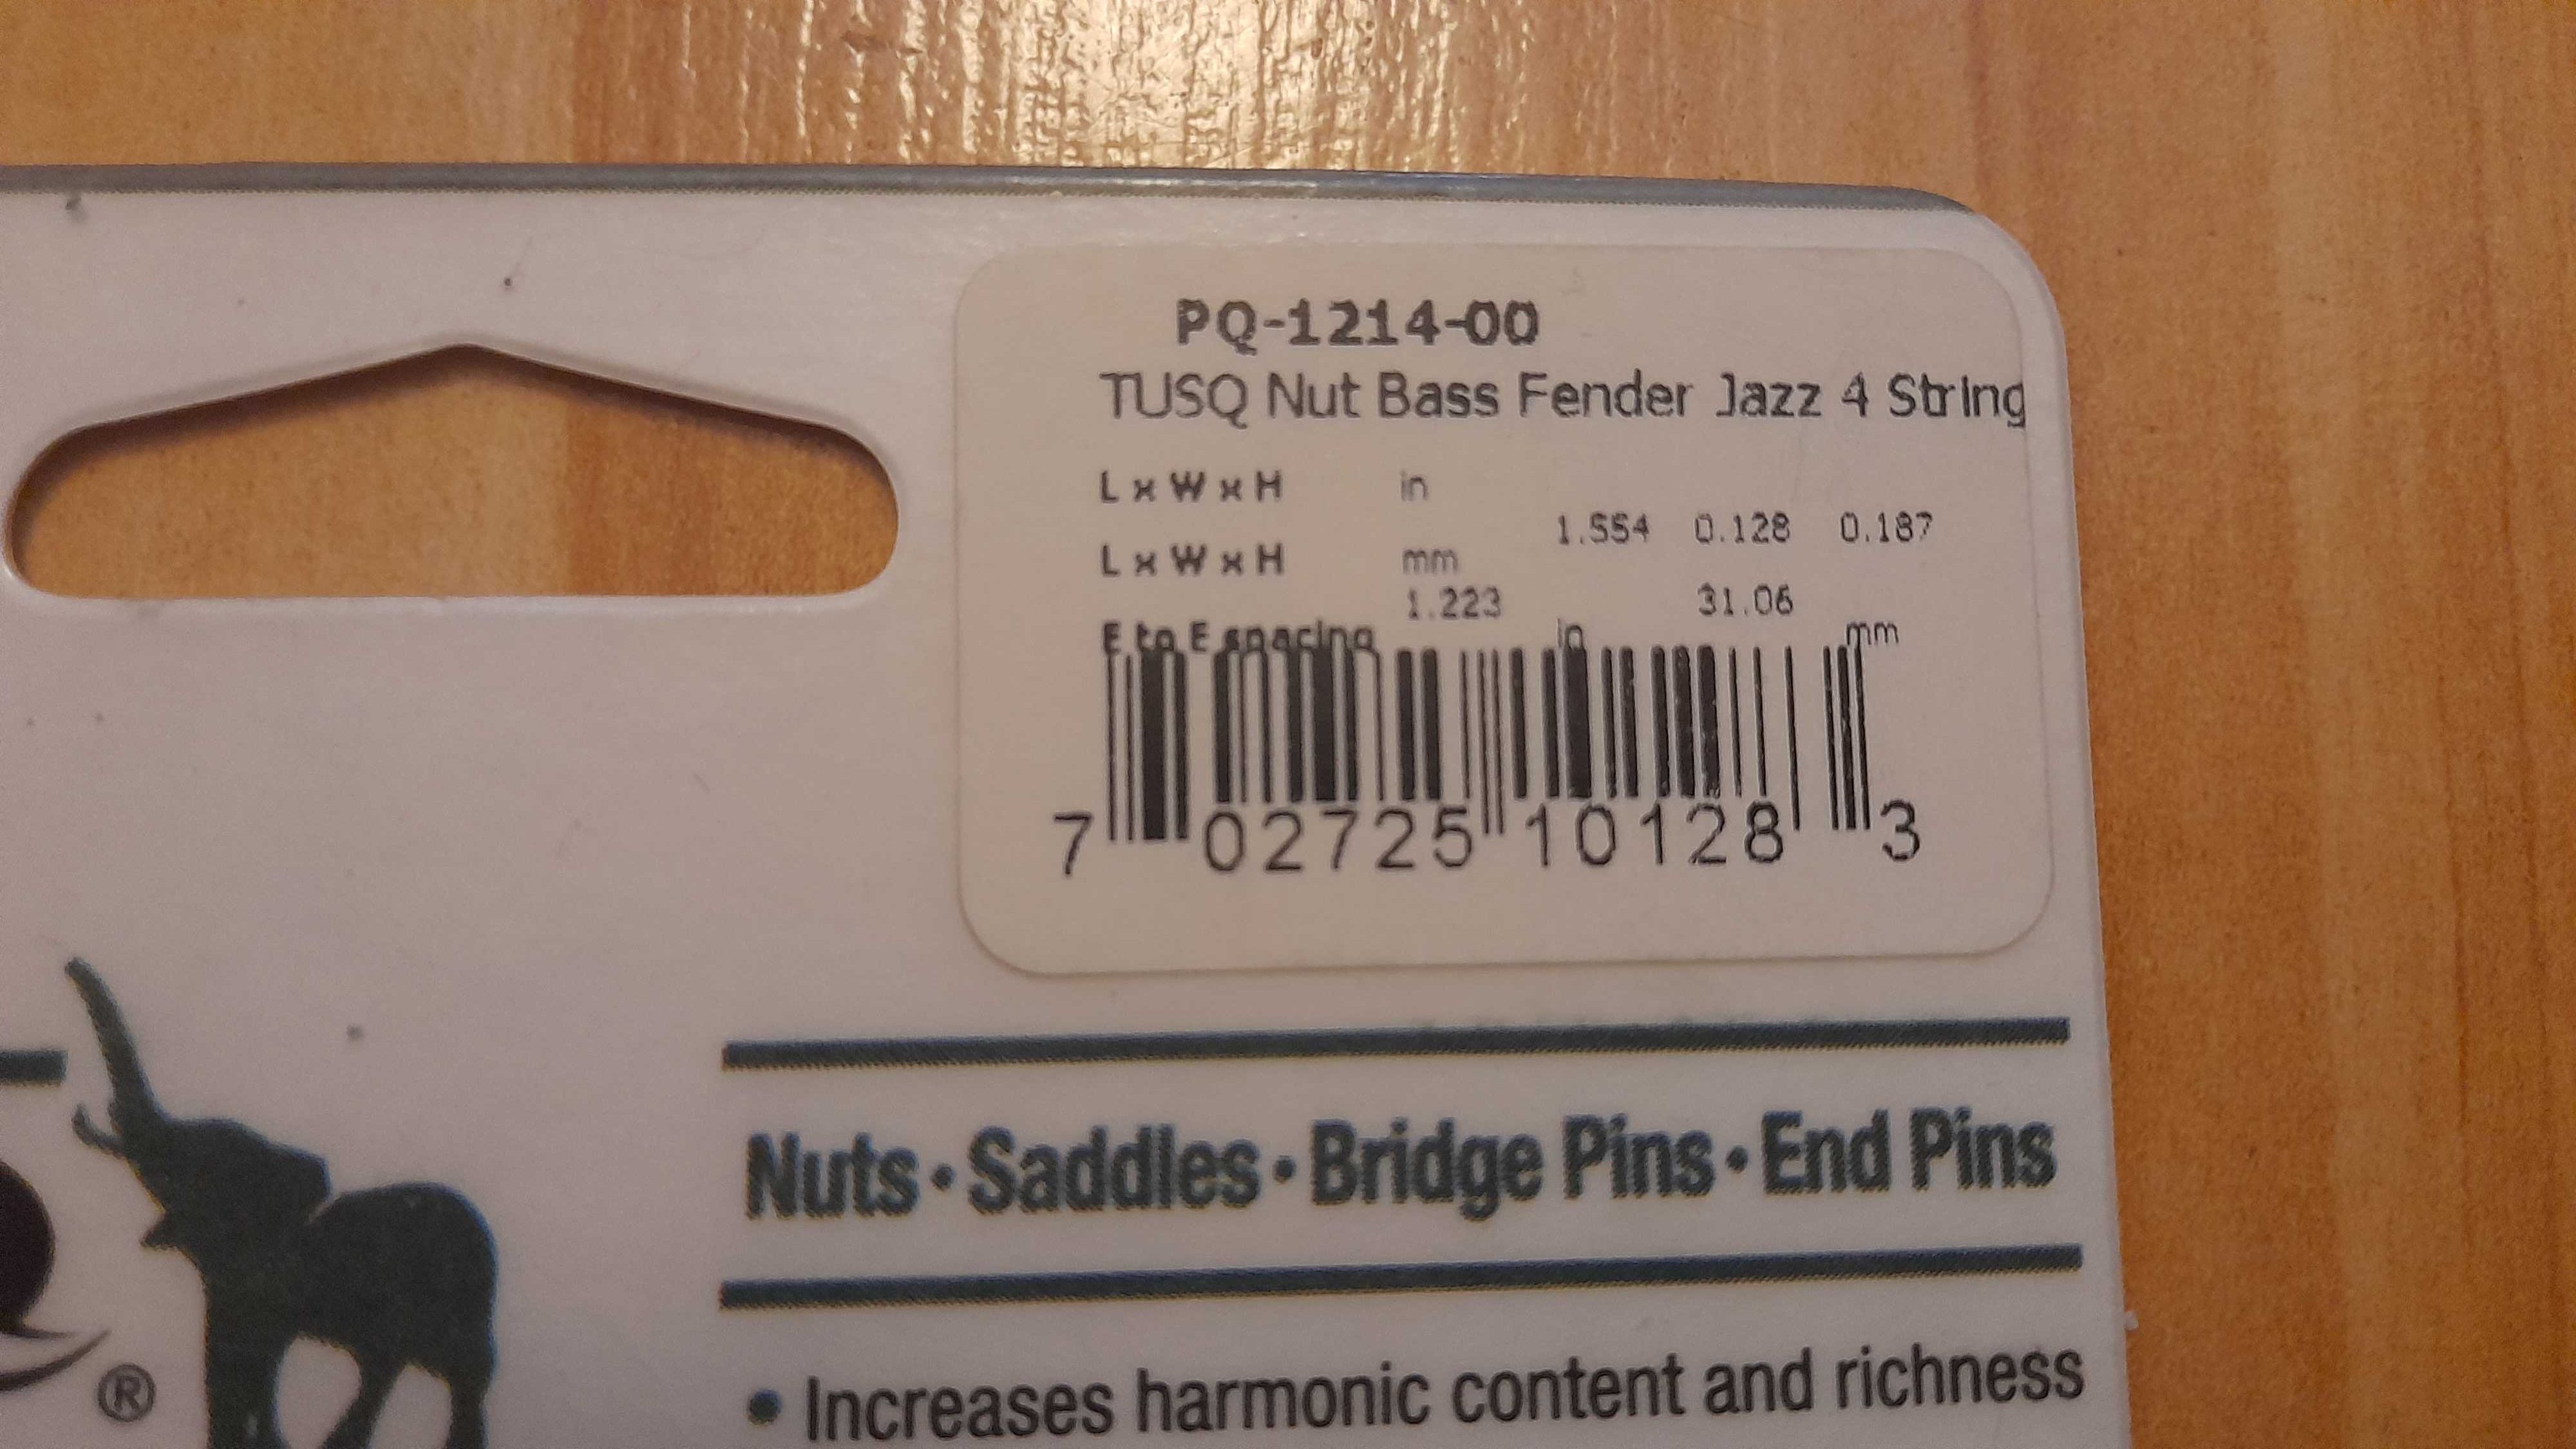 PQ-1214-00
TUSQ Nut Bass Fender Jazz 4 String
L x W x H in
1.554 0.128 0.187
L x W x H mm
1.223 31.06
E to E spacing in mm
7 02725 10128 3
Nuts • Saddles • Bridge Pins • End Pins
®
• Increases harmonic content and richness